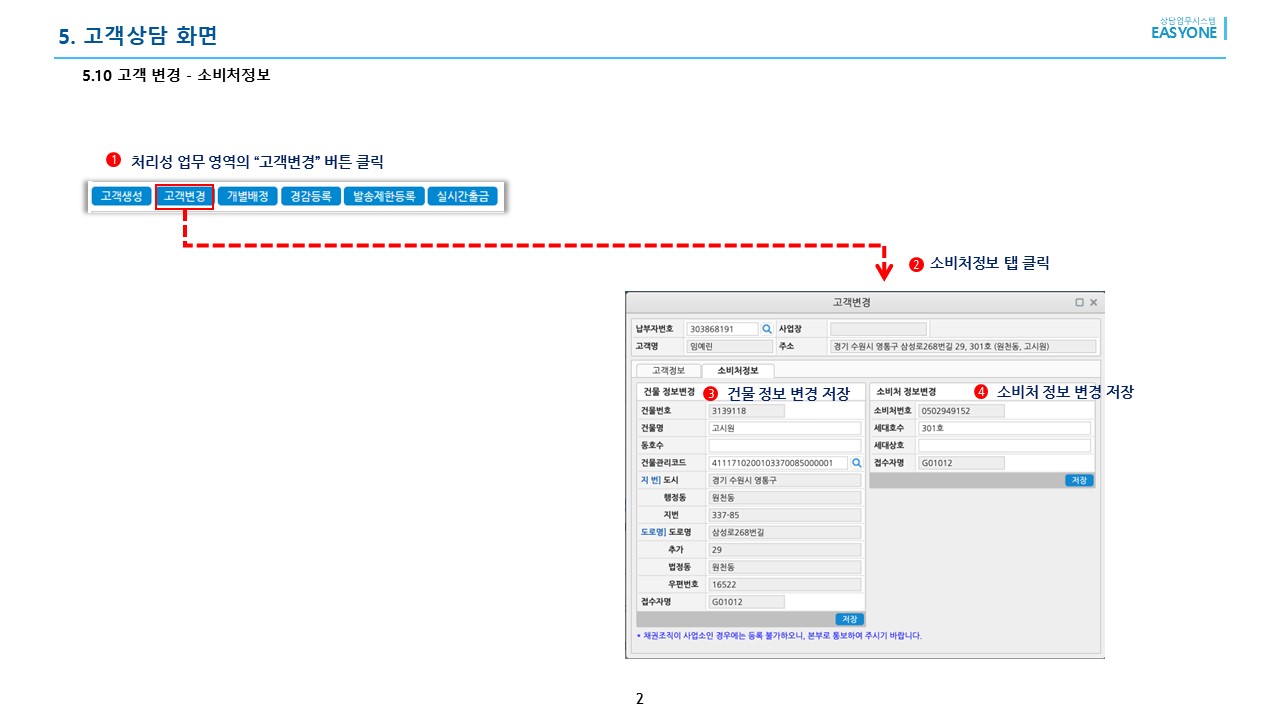 5. 고객상담 화면
상담업무시스템
EASYONE
5.10 고객 변경 - 소비처정보
1 처리성 업무 영역의 “고객변경” 버튼 클릭
고객생성 고객변경 개별배정 경감등록 발송제한등록 실시간출금
2 소비처정보 탭 클릭
고객변경
납부자번호 303868191 사업장
고객명 임예린 주소 경기 수원시 영통구 삼성로268번길 29, 301호 (원천동, 고시원)
고객정보 소비처정보
건물 정보변경 3 건물 정보 변경 저장 소비처 정보변경 4 소비처 정보 변경 저장
건물번호 3139118 소비처번호 0502949152
건물명 고시원 세대호수 301호
동호수 세대상호
건물관리코드 4111710200103370085000001 접수자명 G01012
지 번] 도시 경기 수원시 영통구 저장
행정동 원천동
지번 337-85
도로명] 도로명 삼성로268번길
추가 29
법정동 원천동
우편번호 16522
접수자명 G01012
저장
* 채권조직이 사업소인 경우에는 등록 불가하오니, 본부로 통보하여 주시기 바랍니다.
2